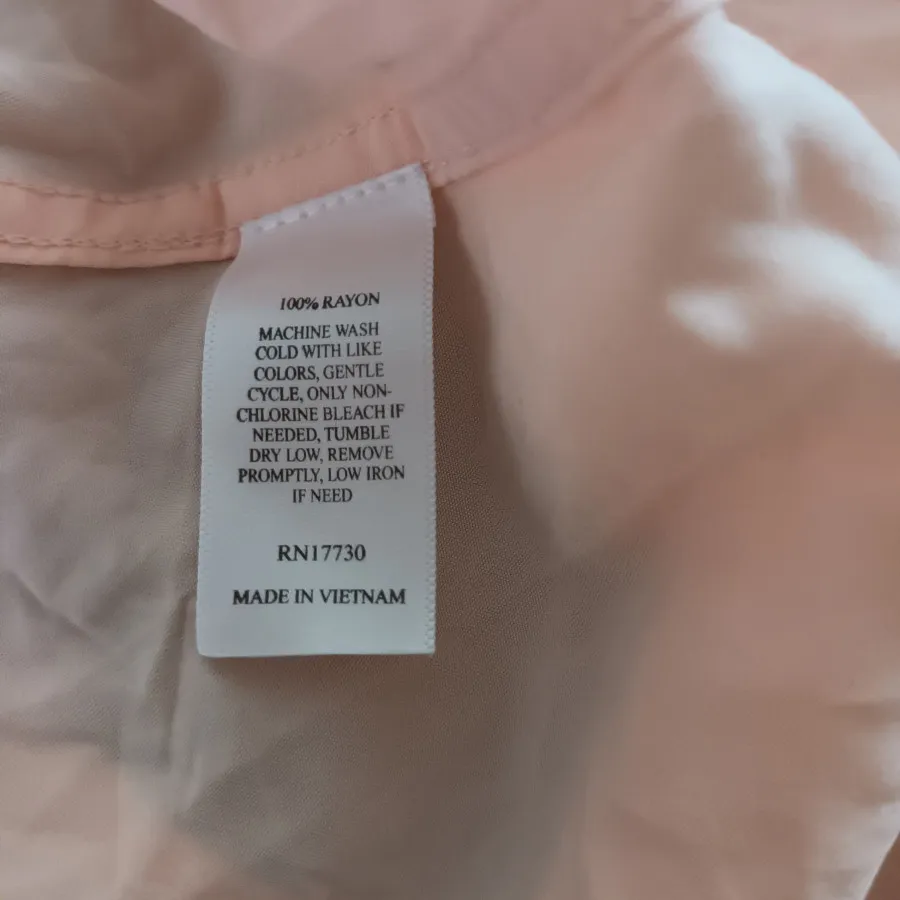 100% RAYON
MACHINE WASH
COLD WITH LIKE
COLORS, GENTLE
CYCLE, ONLY NON-
CHLORINE BLEACH IF
NEEDED, TUMBLE
DRY LOW, REMOVE
PROMPTLY, LOW IRON
IF NEED
RN17730
MADE IN VIETNAM